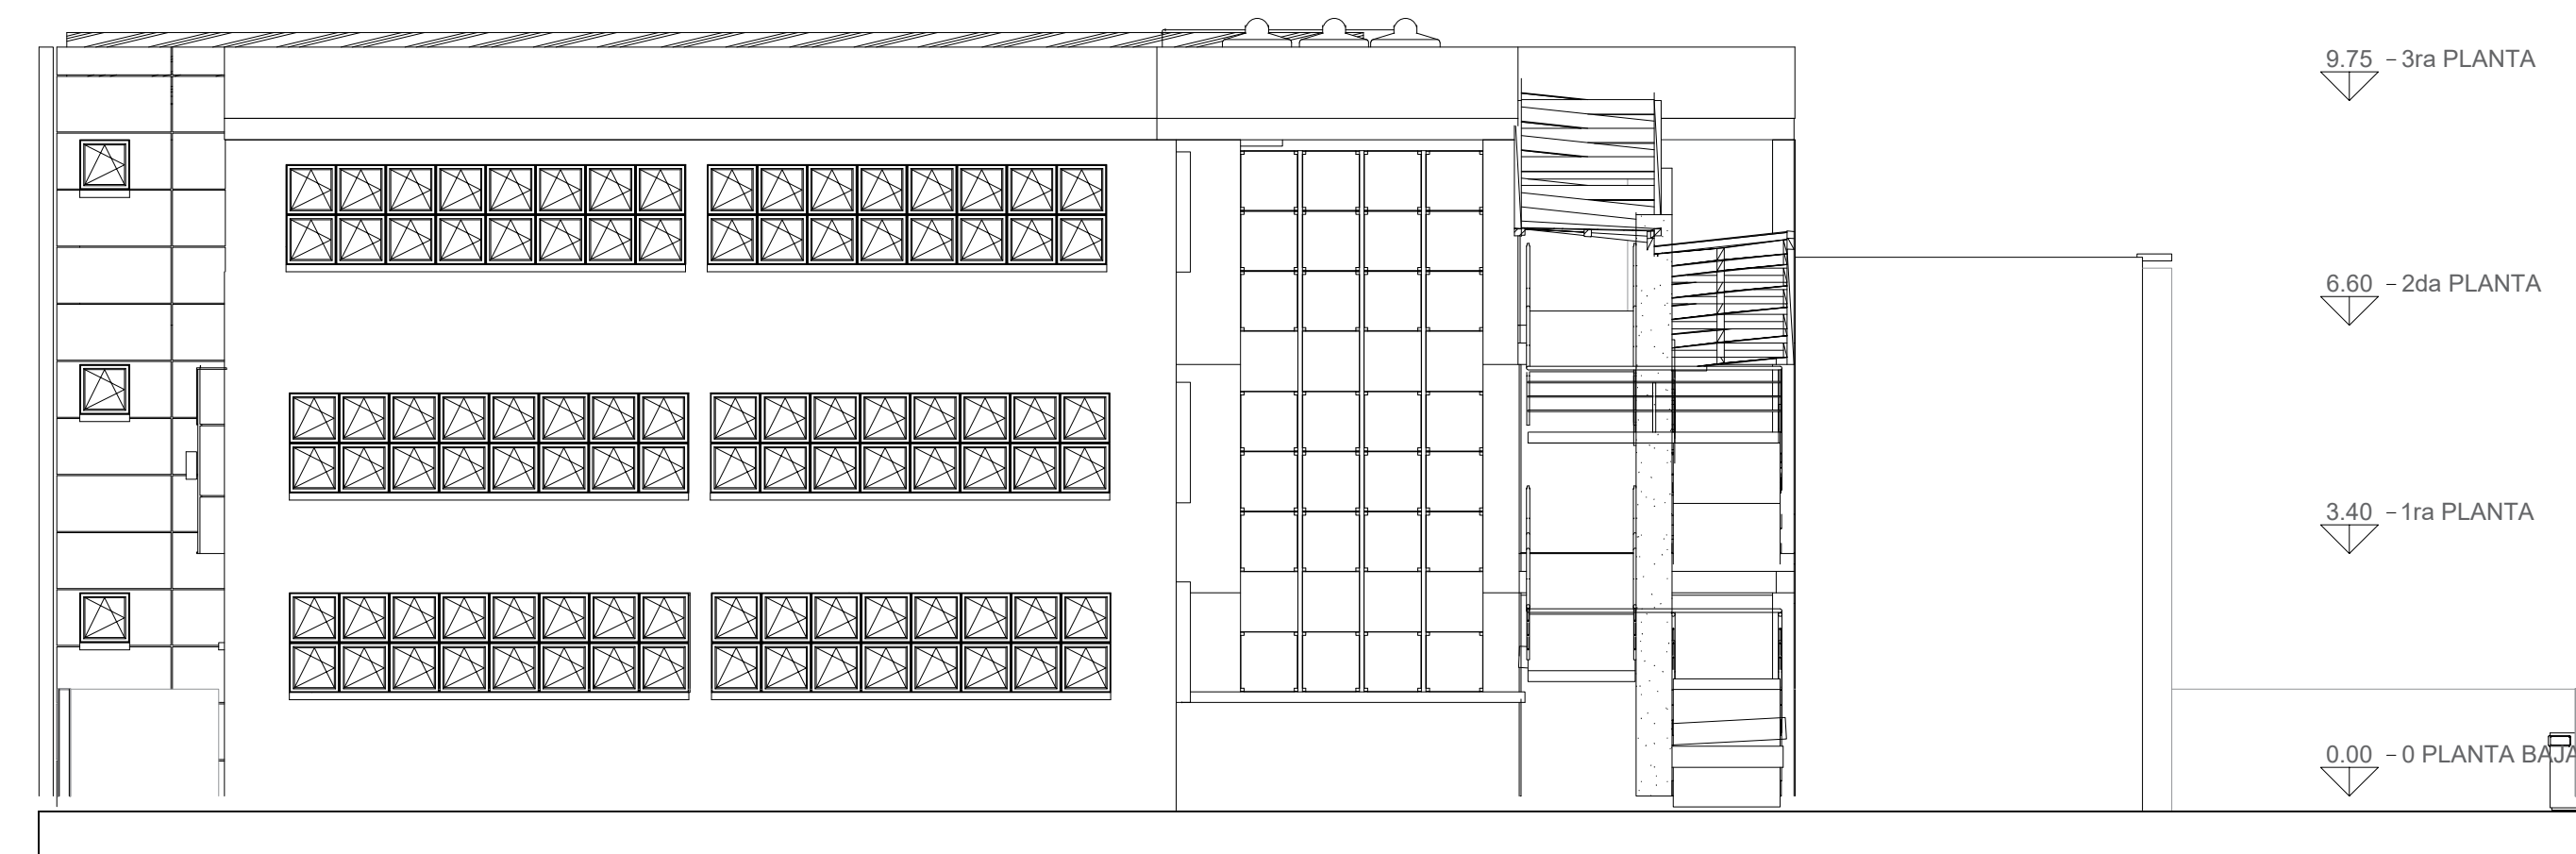 9.75 - 3ra PLANTA
6.60 - 2da PLANTA
3.40 - 1ra PLANTA
0.00 - 0 PLANTA BAJA